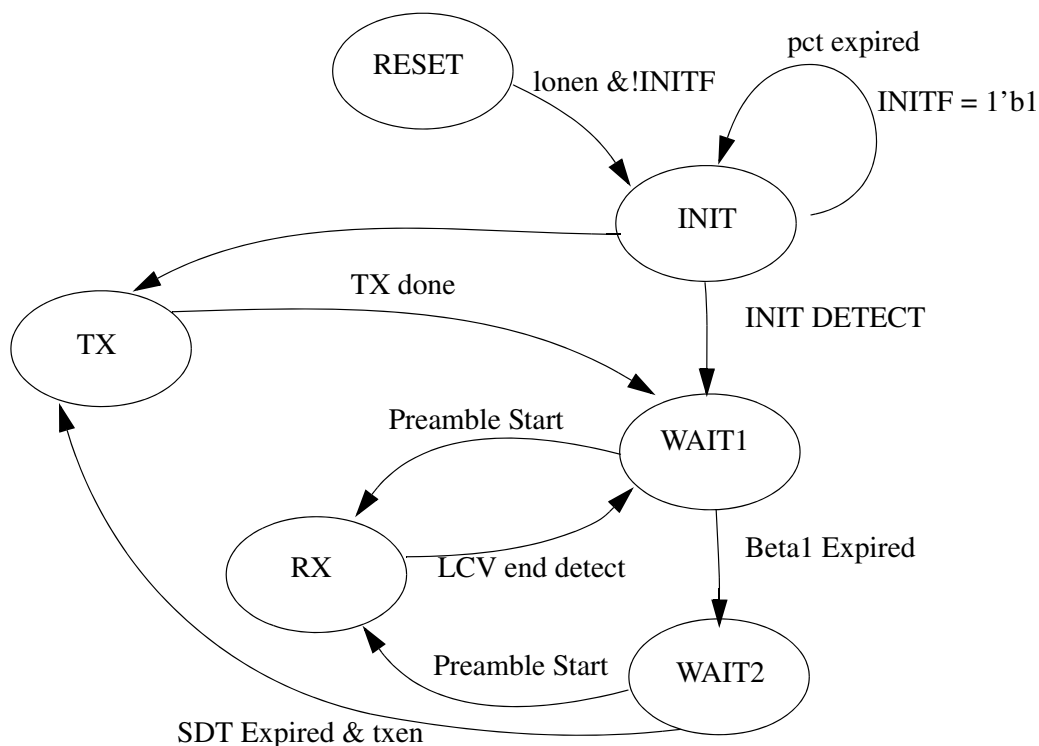 pct expired
RESET
lonen &!INITF
INITF = 1’b1
INIT
TX done
INIT DETECT
TX
Preamble Start
WAIT1
Beta1 Expired
RX
LCV end detect
Preamble Start
WAIT2
SDT Expired & txen